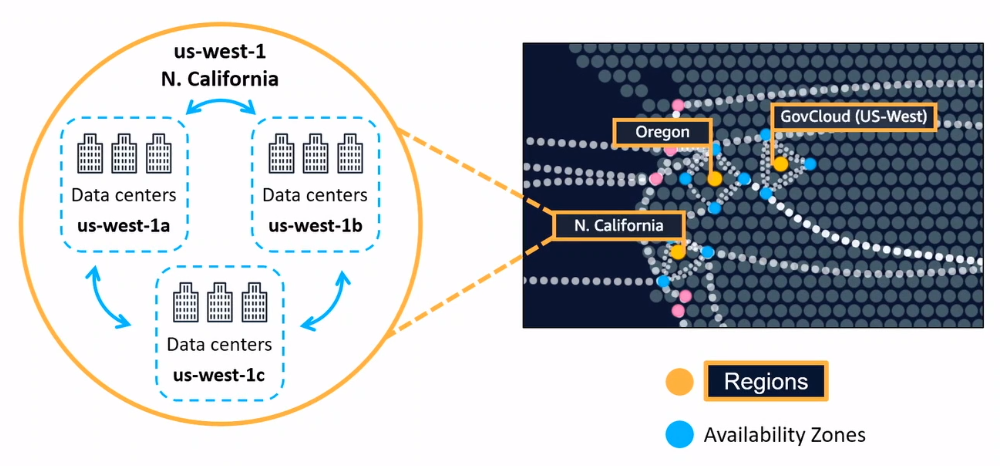 us-west-1
N. California
Data centers
us-west-1a
Data centers
us-west-1b
Data centers
us-west-1c
GovCloud (US-West)
Oregon
N. California
Regions
Availability Zones